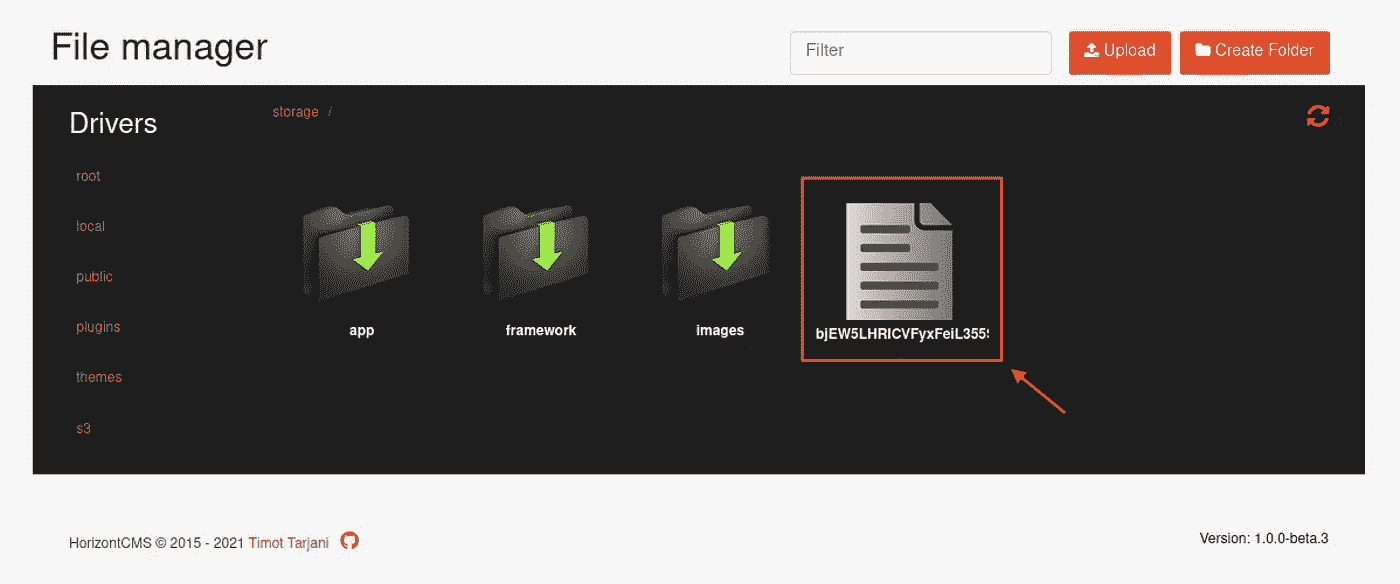 File manager
Filter
Upload
Create Folder
Drivers
storage /
root
local
public
plugins
themes
s3
app
framework
images
bjEW5LHRICVFyxFeiL355
HorizontCMS © 2015 - 2021 Timot Tarjani
Version: 1.0.0-beta.3